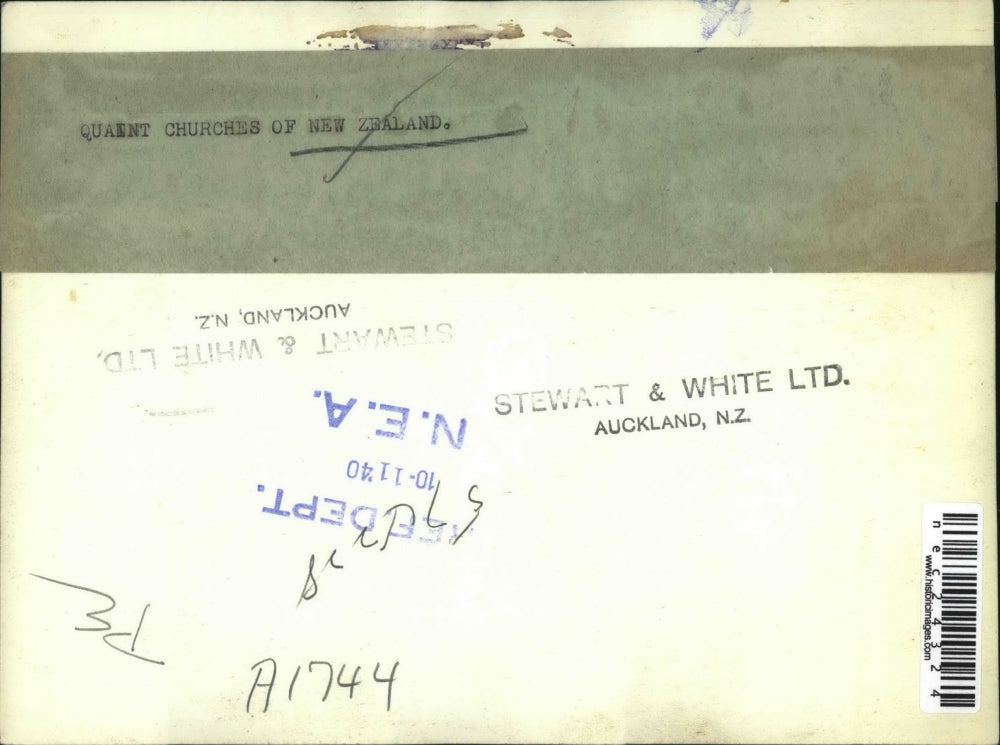 QUAINT CHURCHES OF NEW ZEALAND.
STEWART & WHITE LTD.
AUCKLAND, N.Z.
STEWART & WHITE LTD.
AUCKLAND, N.Z.
REF. DEPT.
10-11'40
N.E.A.
A1744
nec24324
www.historicimages.com